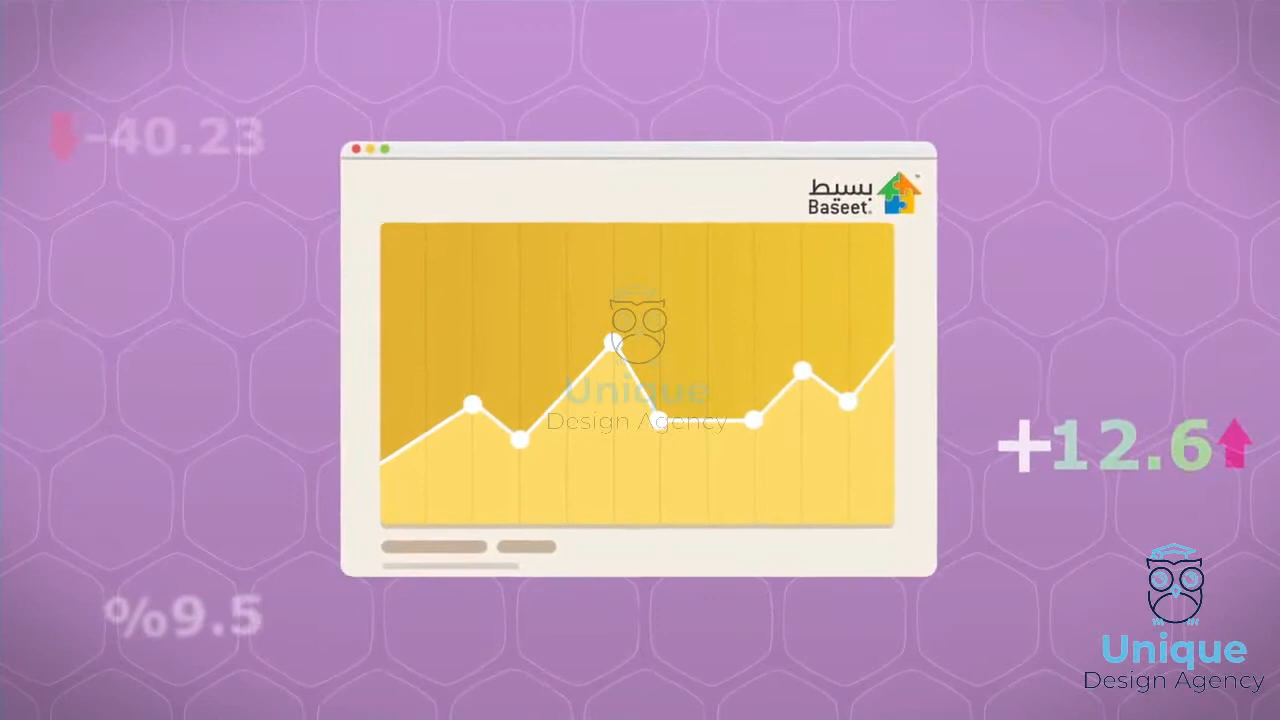 -40.23
بسيط
Baseet
Unique
Design Agency
+12.6
%9.5
Unique
Design Agency